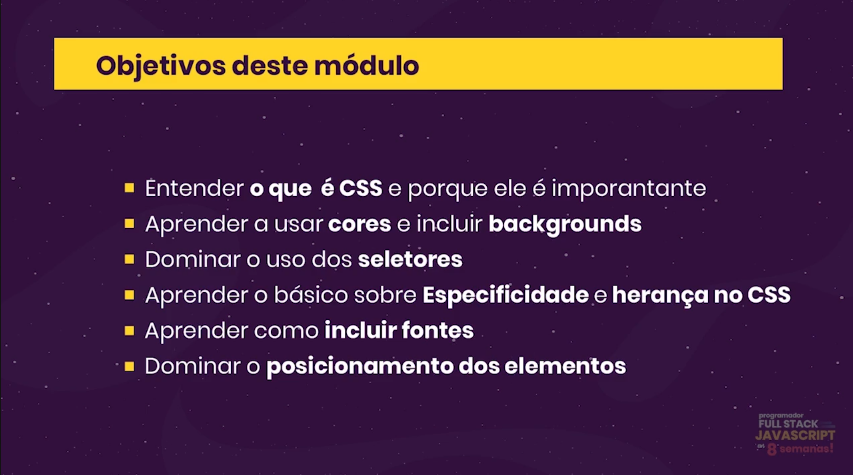 Objetivos deste módulo
Entender o que é CSS e porque ele é imporantante
Aprender a usar cores e incluir backgrounds
Dominar o uso dos seletores
Aprender o básico sobre Especificidade e herança no CSS
Aprender como incluir fontes
Dominar o posicionamento dos elementos
programador
FULL STACK
JAVASCRIPT
em 8 semanas!